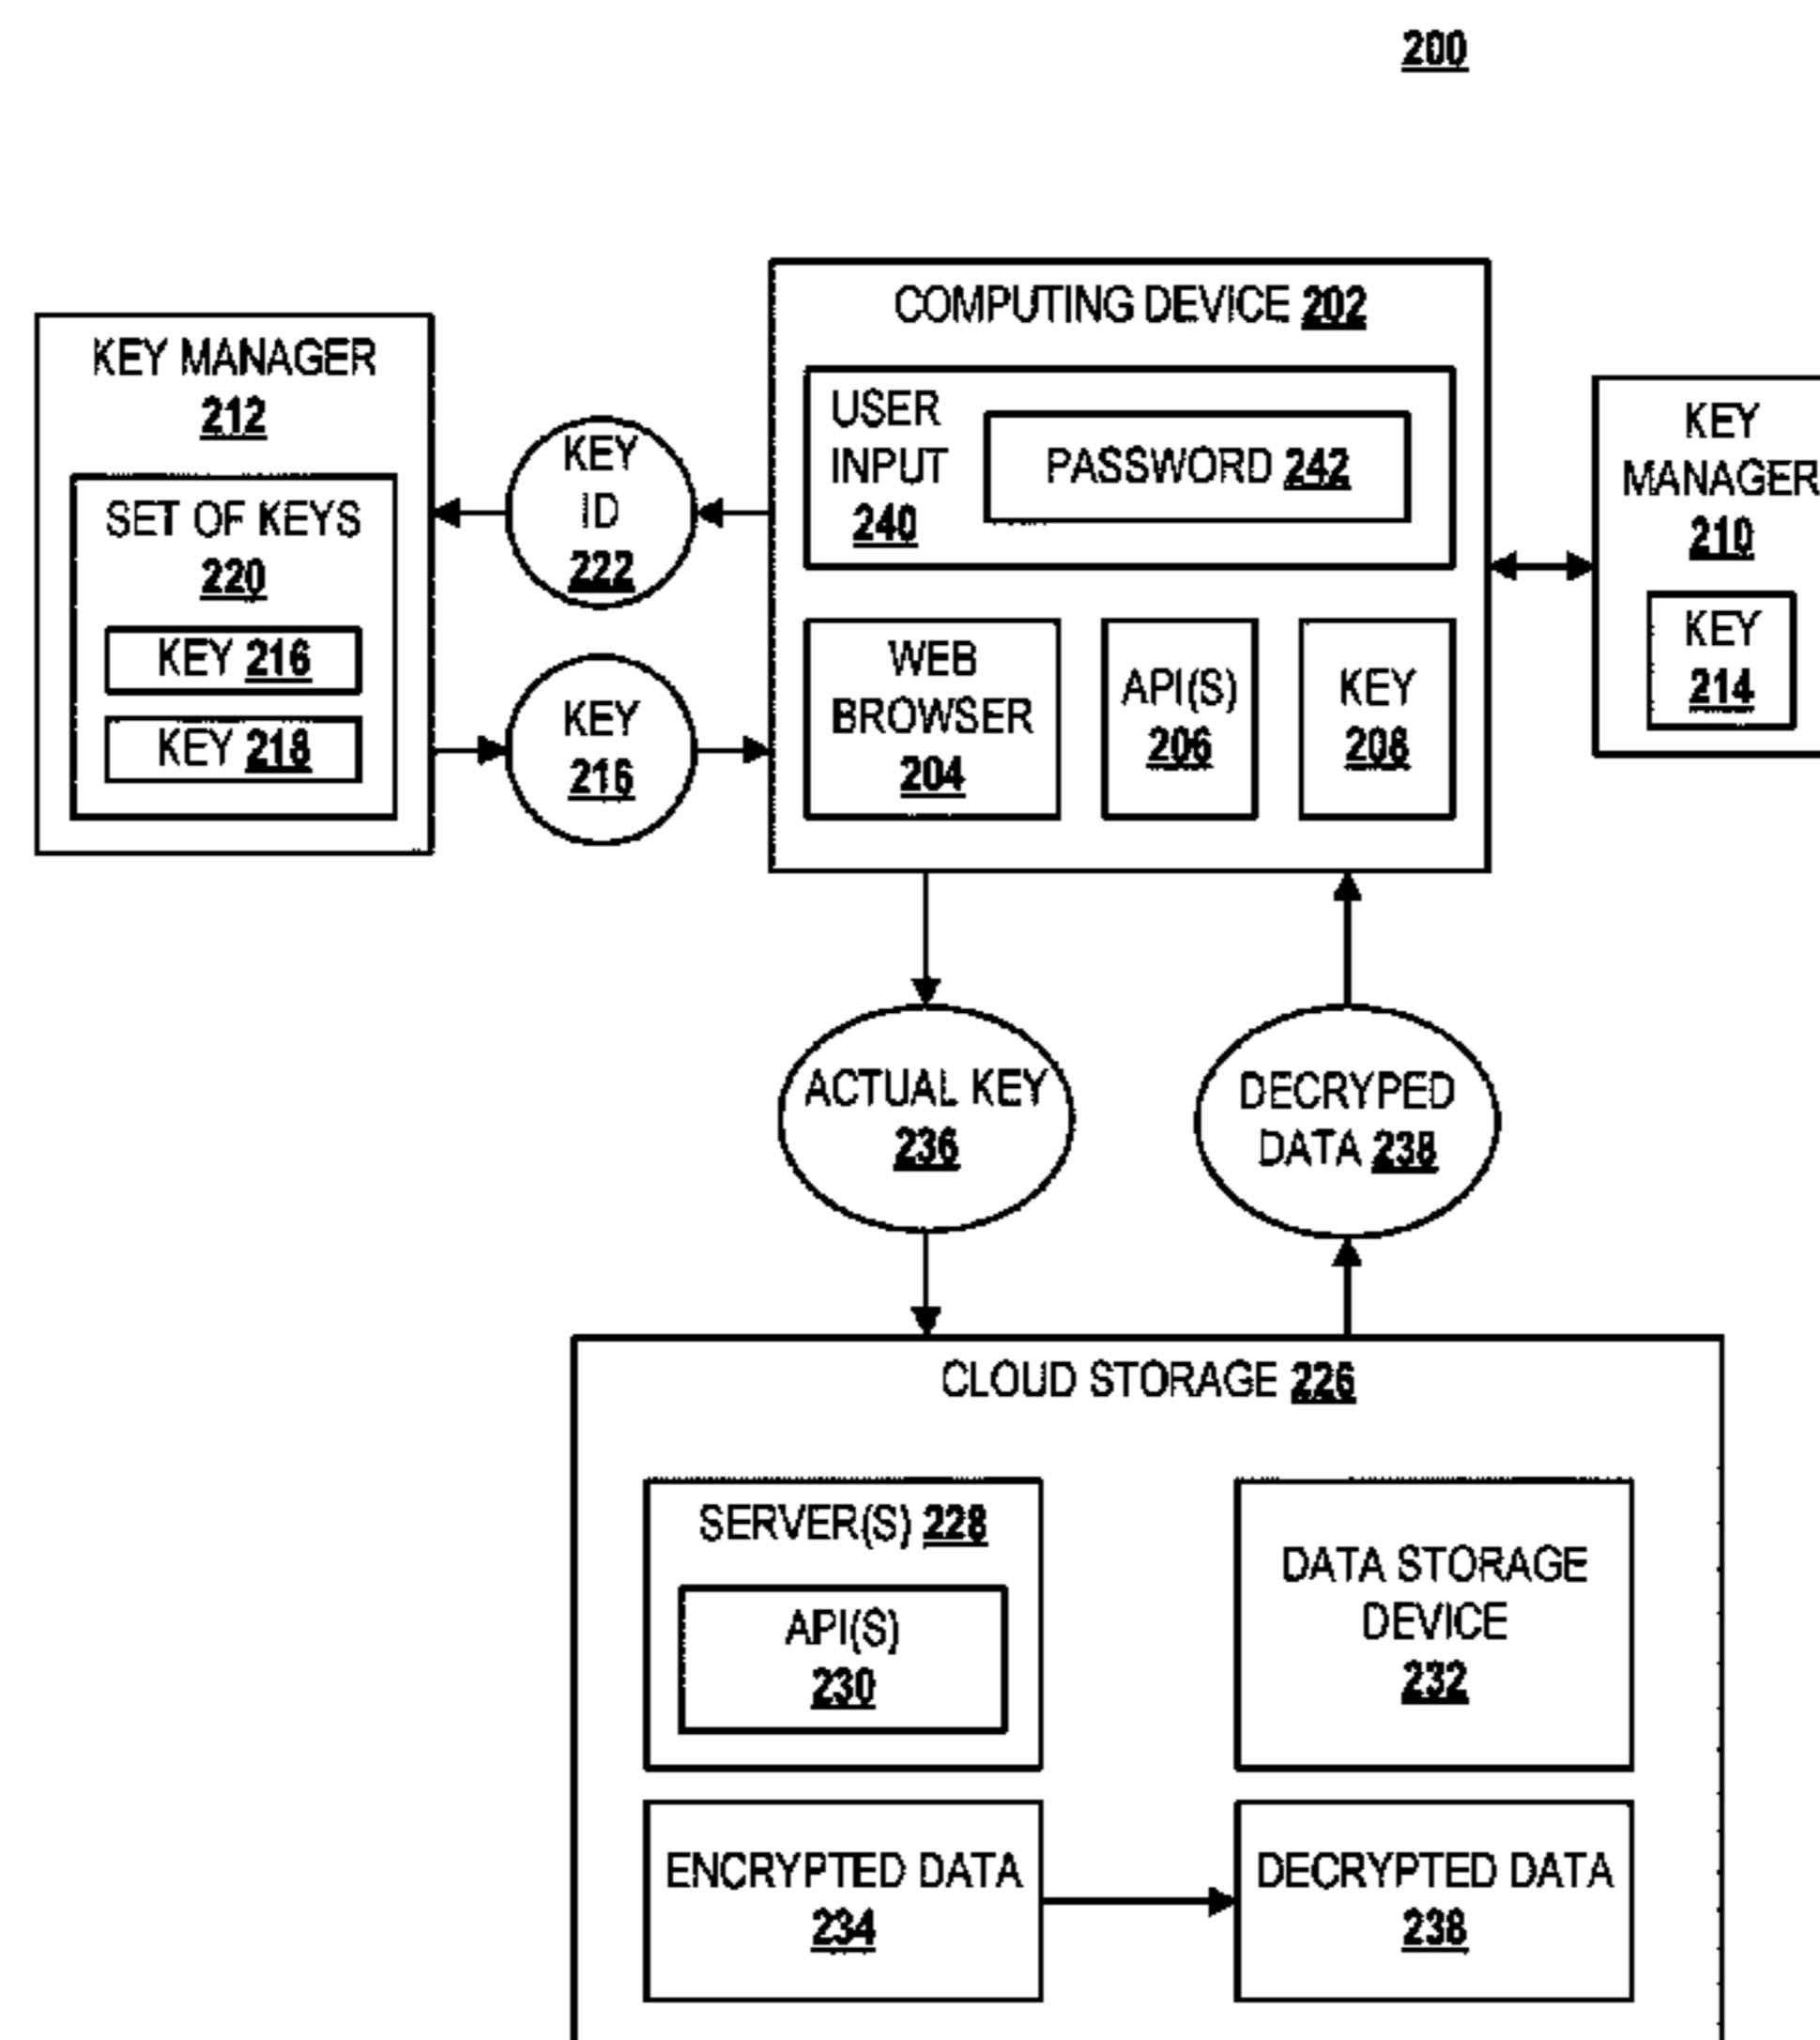 200
COMPUTING DEVICE 202
USER
INPUT
240
PASSWORD 242
WEB
BROWSER
204
API(S)
206
KEY
208
KEY MANAGER
212
SET OF KEYS
220
KEY 216
KEY 218
KEY
ID
222
KEY
216
KEY
MANAGER
210
KEY
214
ACTUAL KEY
236
DECRYPED
DATA 238
CLOUD STORAGE 226
SERVER(S) 228
API(S)
230
DATA STORAGE
DEVICE
232
ENCRYPTED DATA
234
DECRYPTED DATA
238